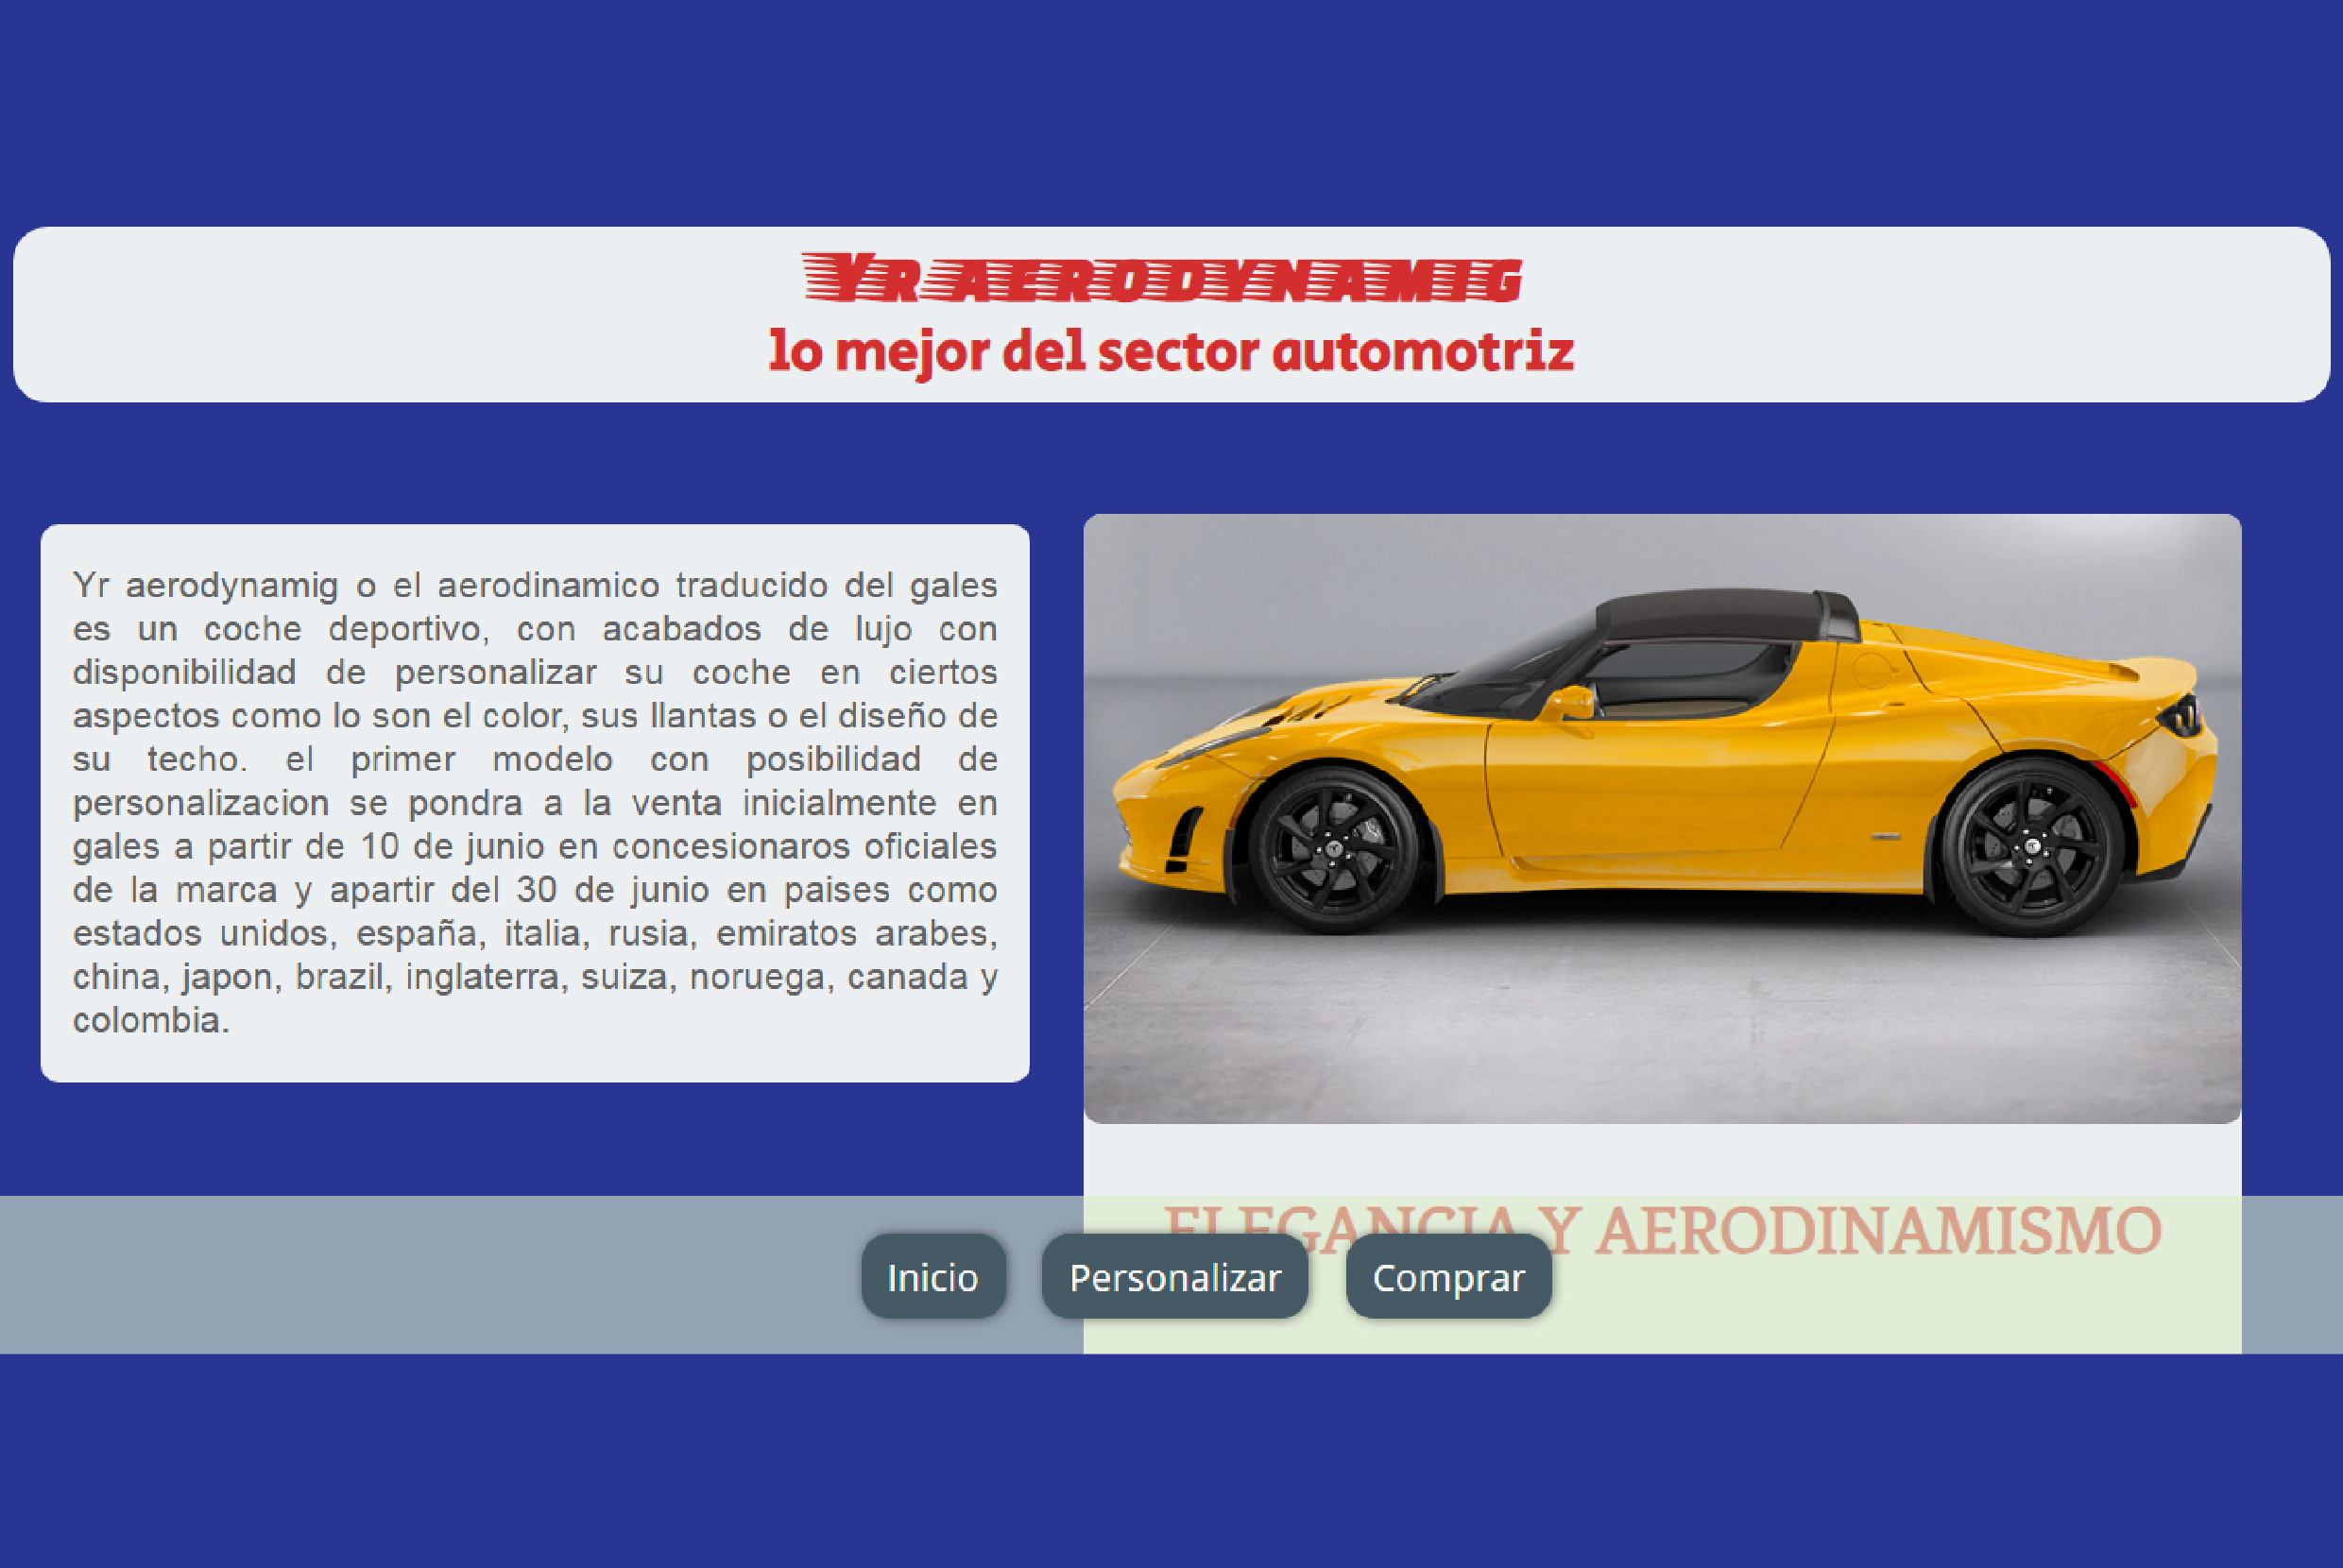 Yr aerodynamig
lo mejor del sector automotriz
Yr aerodynamig o el aerodinamico traducido del gales
es un coche deportivo, con acabados de lujo con
disponibilidad de personalizar su coche en ciertos
aspectos como lo son el color, sus llantas o el diseño de
su techo. el primer modelo con posibilidad de
personalizacion se pondra a la venta inicialmente en
gales a partir de 10 de junio en concesionaros oficiales
de la marca y apartir del 30 de junio en paises como
estados unidos, españa, italia, rusia, emiratos arabes,
china, japon, brazil, inglaterra, suiza, noruega, canada y
colombia.
ELEGANCIA Y AERODINAMISMO
Inicio
Personalizar
Comprar